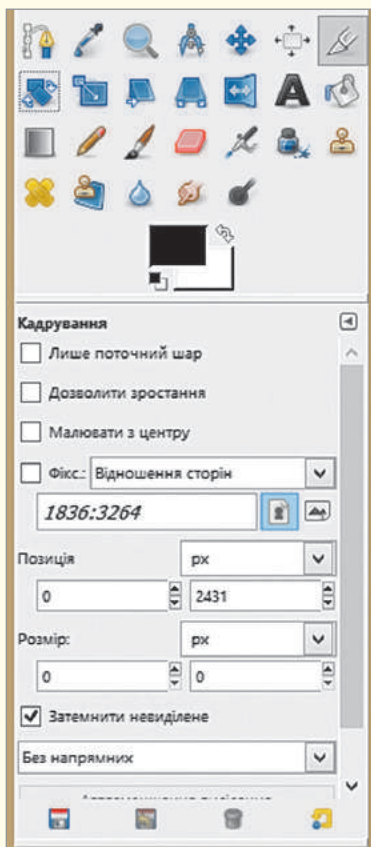 Кадрування
Лише поточний шар
Дозволити зростання
Малювати з центру
Фікс.: Відношення сторін
1836:3264
Позиція px
0 2431
Розмір: px
0 0
Затемнити невиділене
Без напрямних